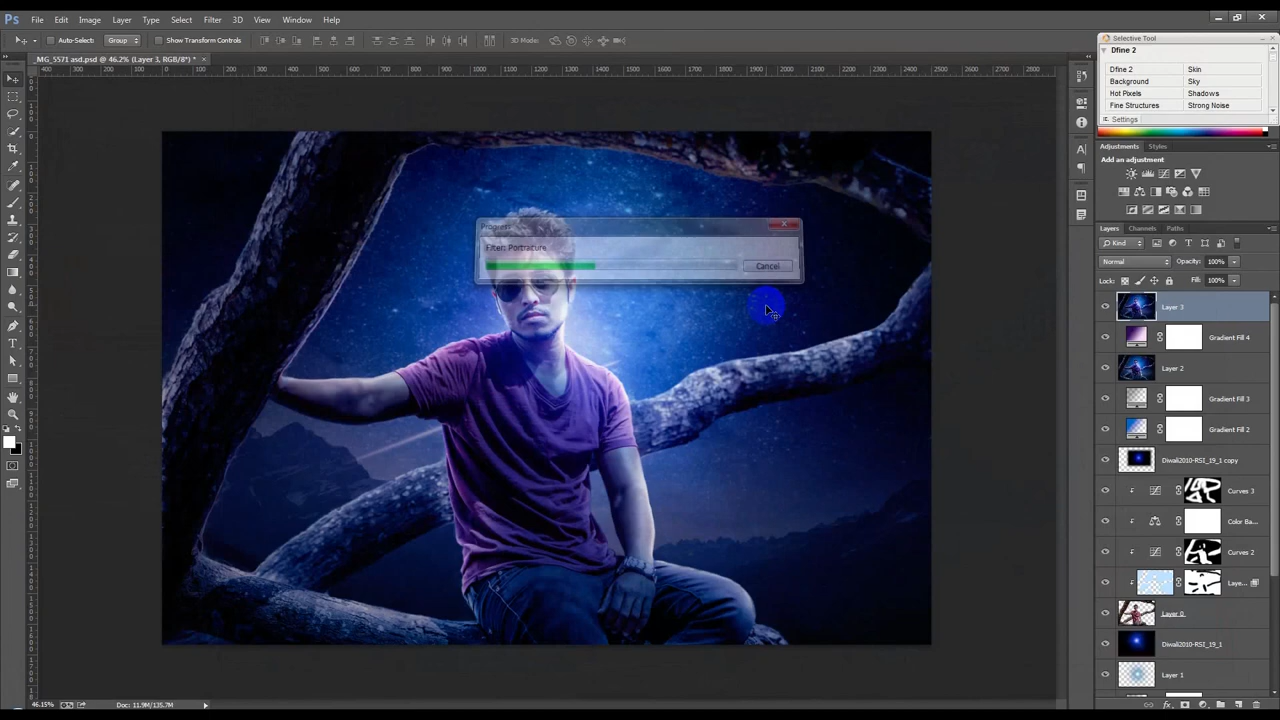 Ps File Edit Image Layer Type Select Filter 3D View Window Help
Auto-Select: Group Show Transform Controls 3D Mode:
_MG_5571 asd.psd @ 46.2% (Layer 3, RGB/8*) * ×
Selective Tool
Dfine 2
Dfine 2 Skin
Background Sky
Hot Pixels Shadows
Fine Structures Strong Noise
Settings
Adjustments Styles
Add an adjustment
Layers Channels Paths
Kind
Normal Opacity: 100%
Lock: Fill: 100%
Layer 3
Gradient Fill 4
Layer 2
Gradient Fill 3
Gradient Fill 2
Diwali2010-RSI_19_1 copy
Curves 3
Color Ba...
Curves 2
Laye...
Layer 0
Diwali2010-RSI_19_1
Layer 1
Progress
Filter: Portraiture
Cancel
46.15% Doc: 11.9M/135.7M